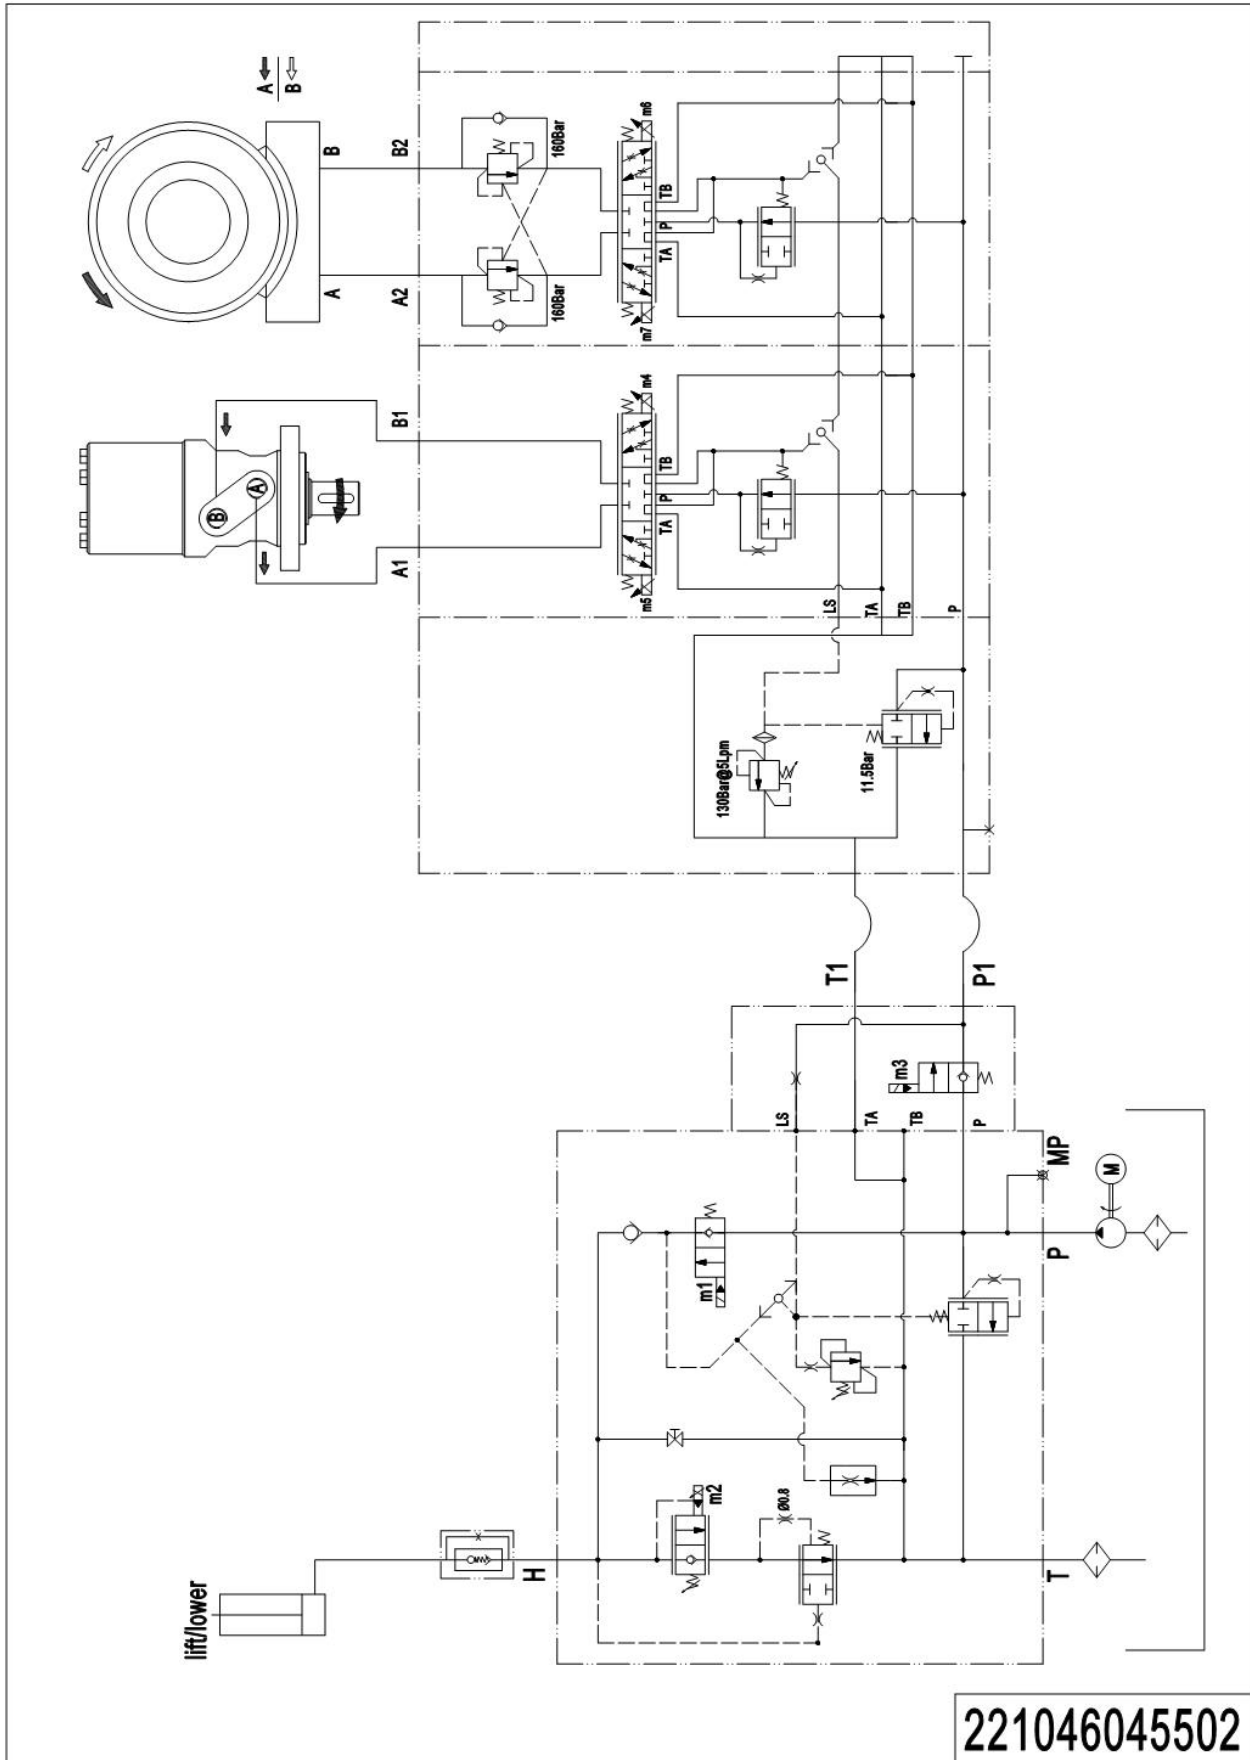 A
B
B
B2
160Bar
m6
TB
P
TA
A
A2
160Bar
m7
B
A
B1
m4
TB
P
TA
A1
m5
LS
TA
TB
P
130Bar@5Lpm
11.5Bar
T1
P1
m3
LS
TA
TB
P
MP
M
P
m1
m2
Ø0.8
H
T
lift/lower
221046045502